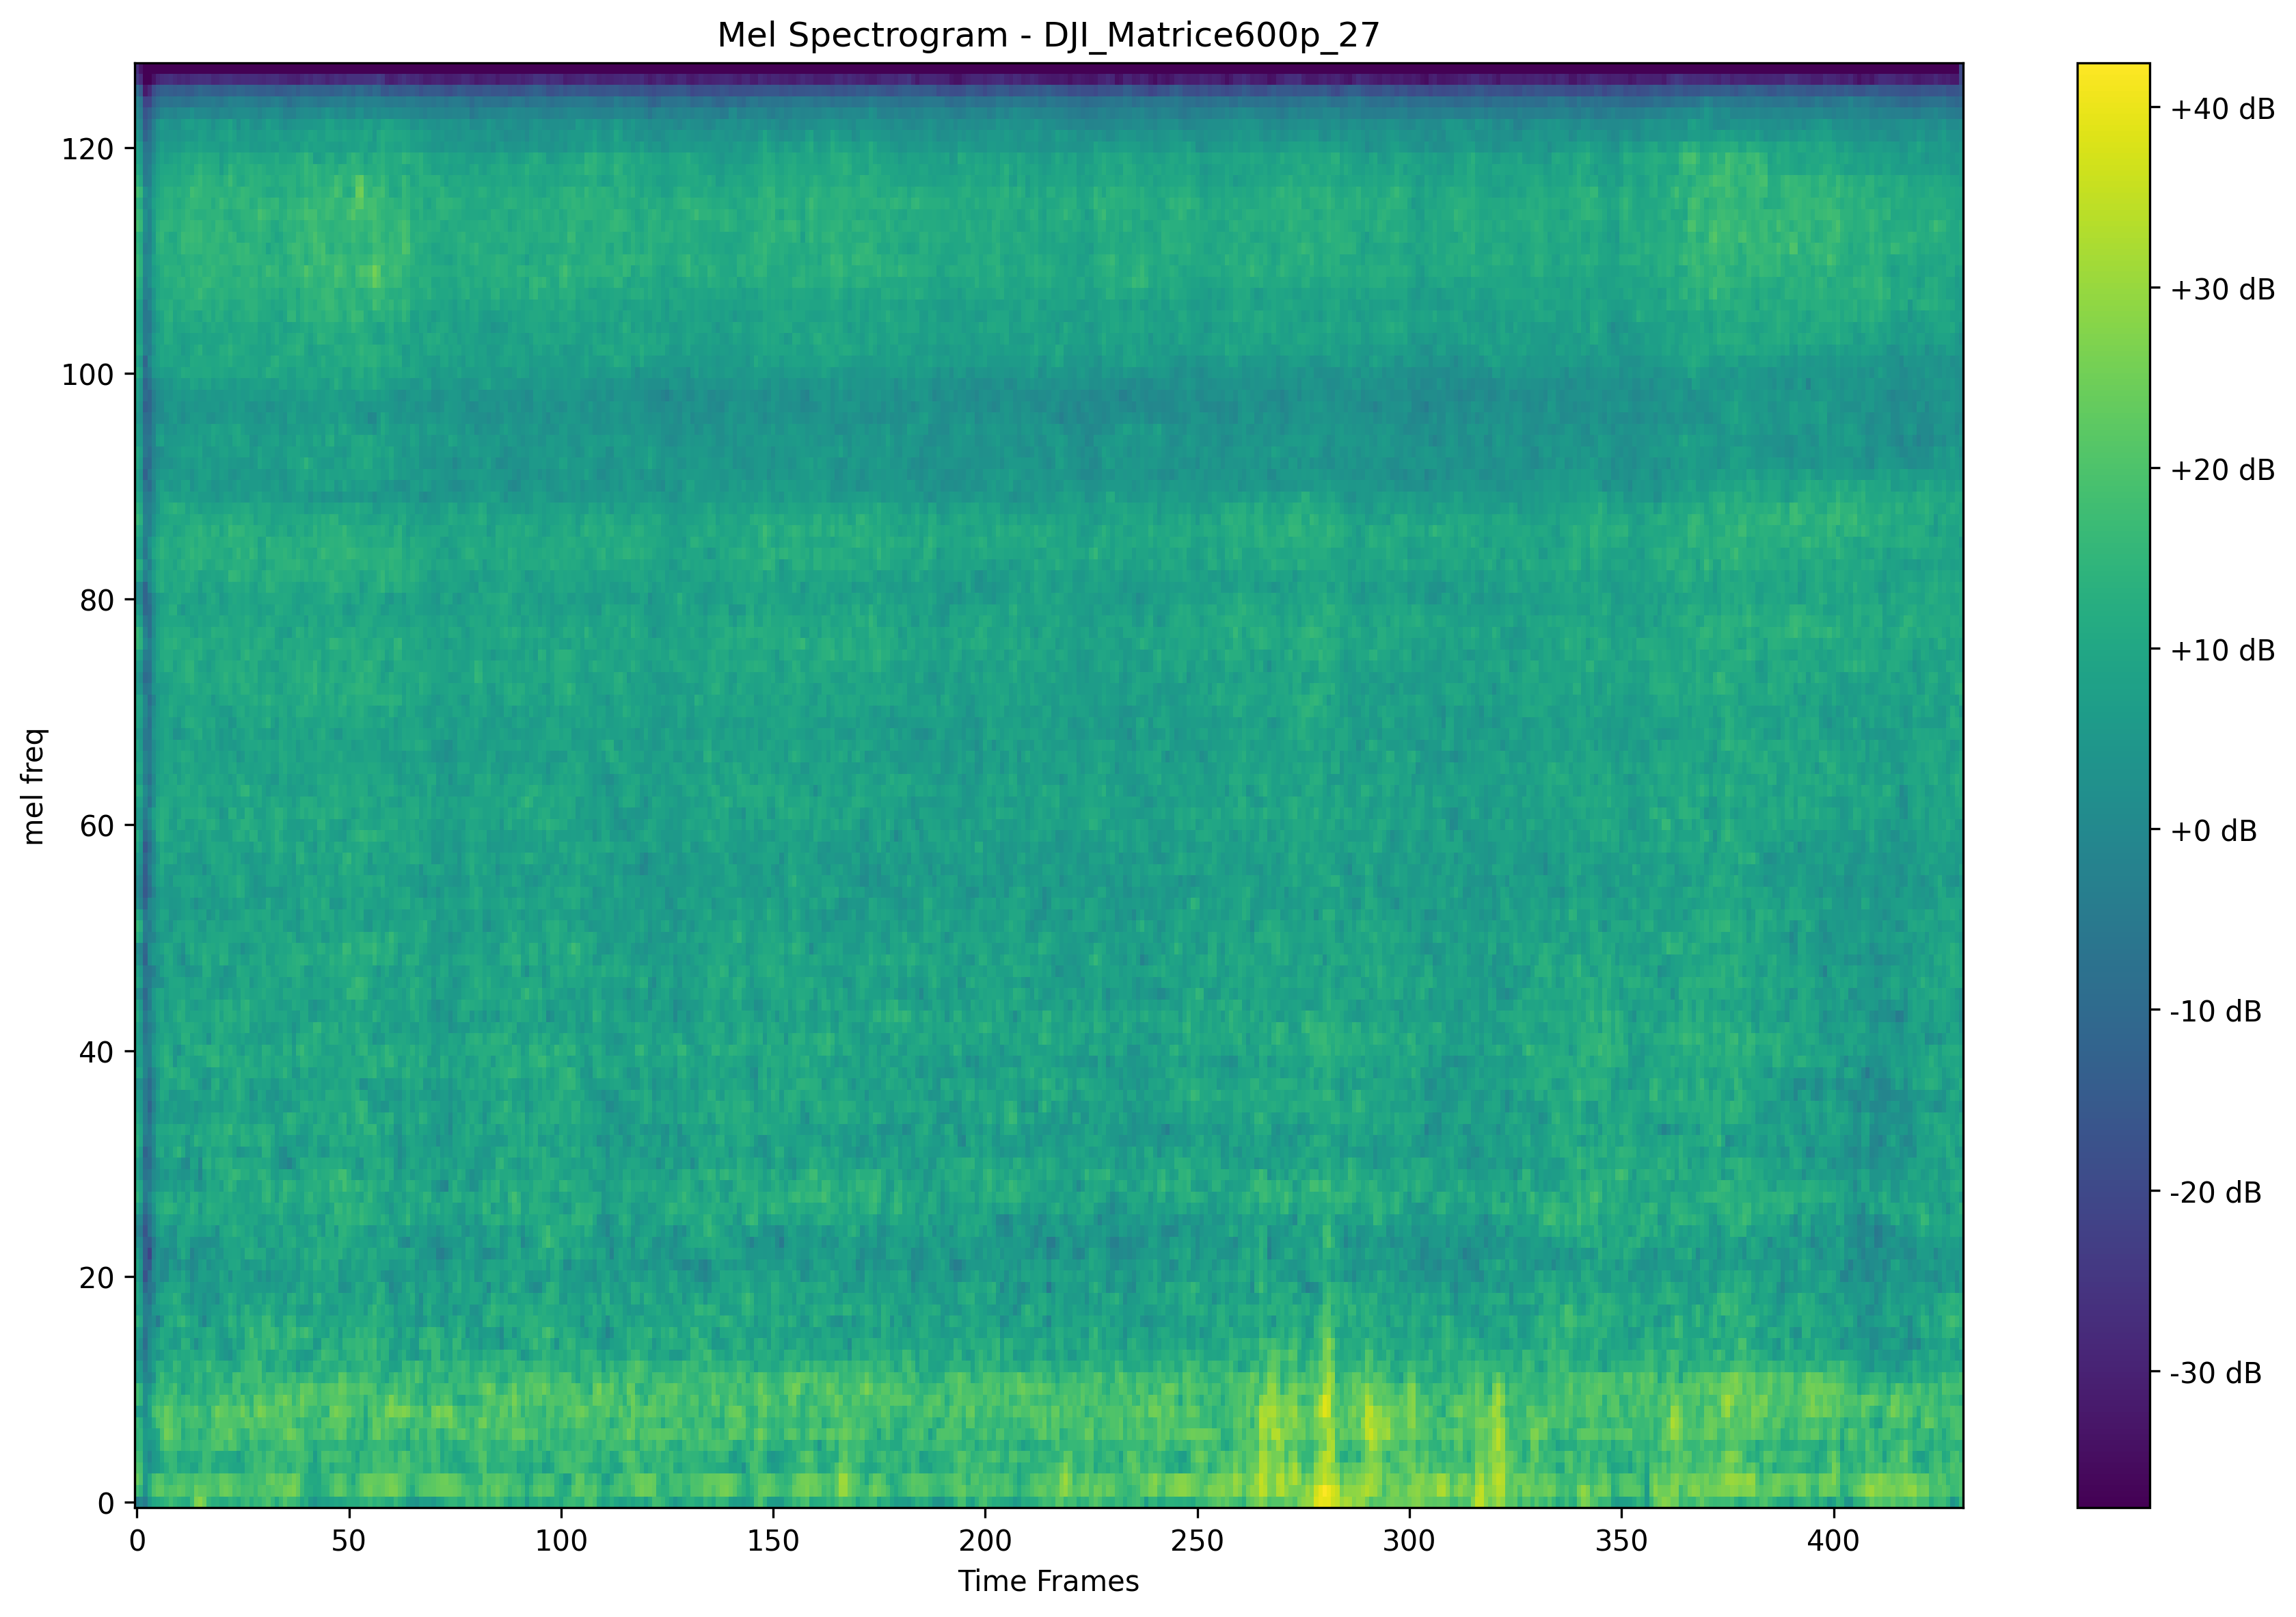 Mel Spectrogram - DJI_Matrice600p_27
mel freq
120
100
80
60
40
20
0
0 50 100 150 200 250 300 350 400
Time Frames
+40 dB
+30 dB
+20 dB
+10 dB
+0 dB
-10 dB
-20 dB
-30 dB